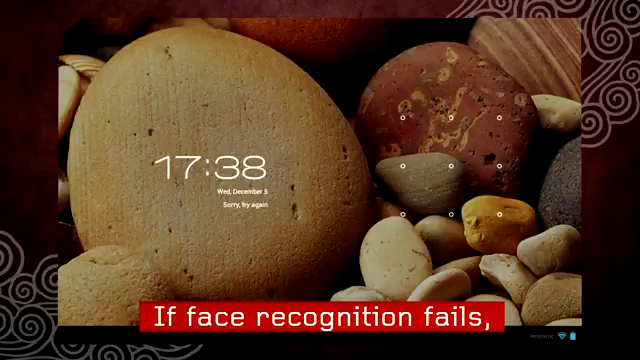 17:38
Wed, December 5
Sorry, try again
If face recognition fails,